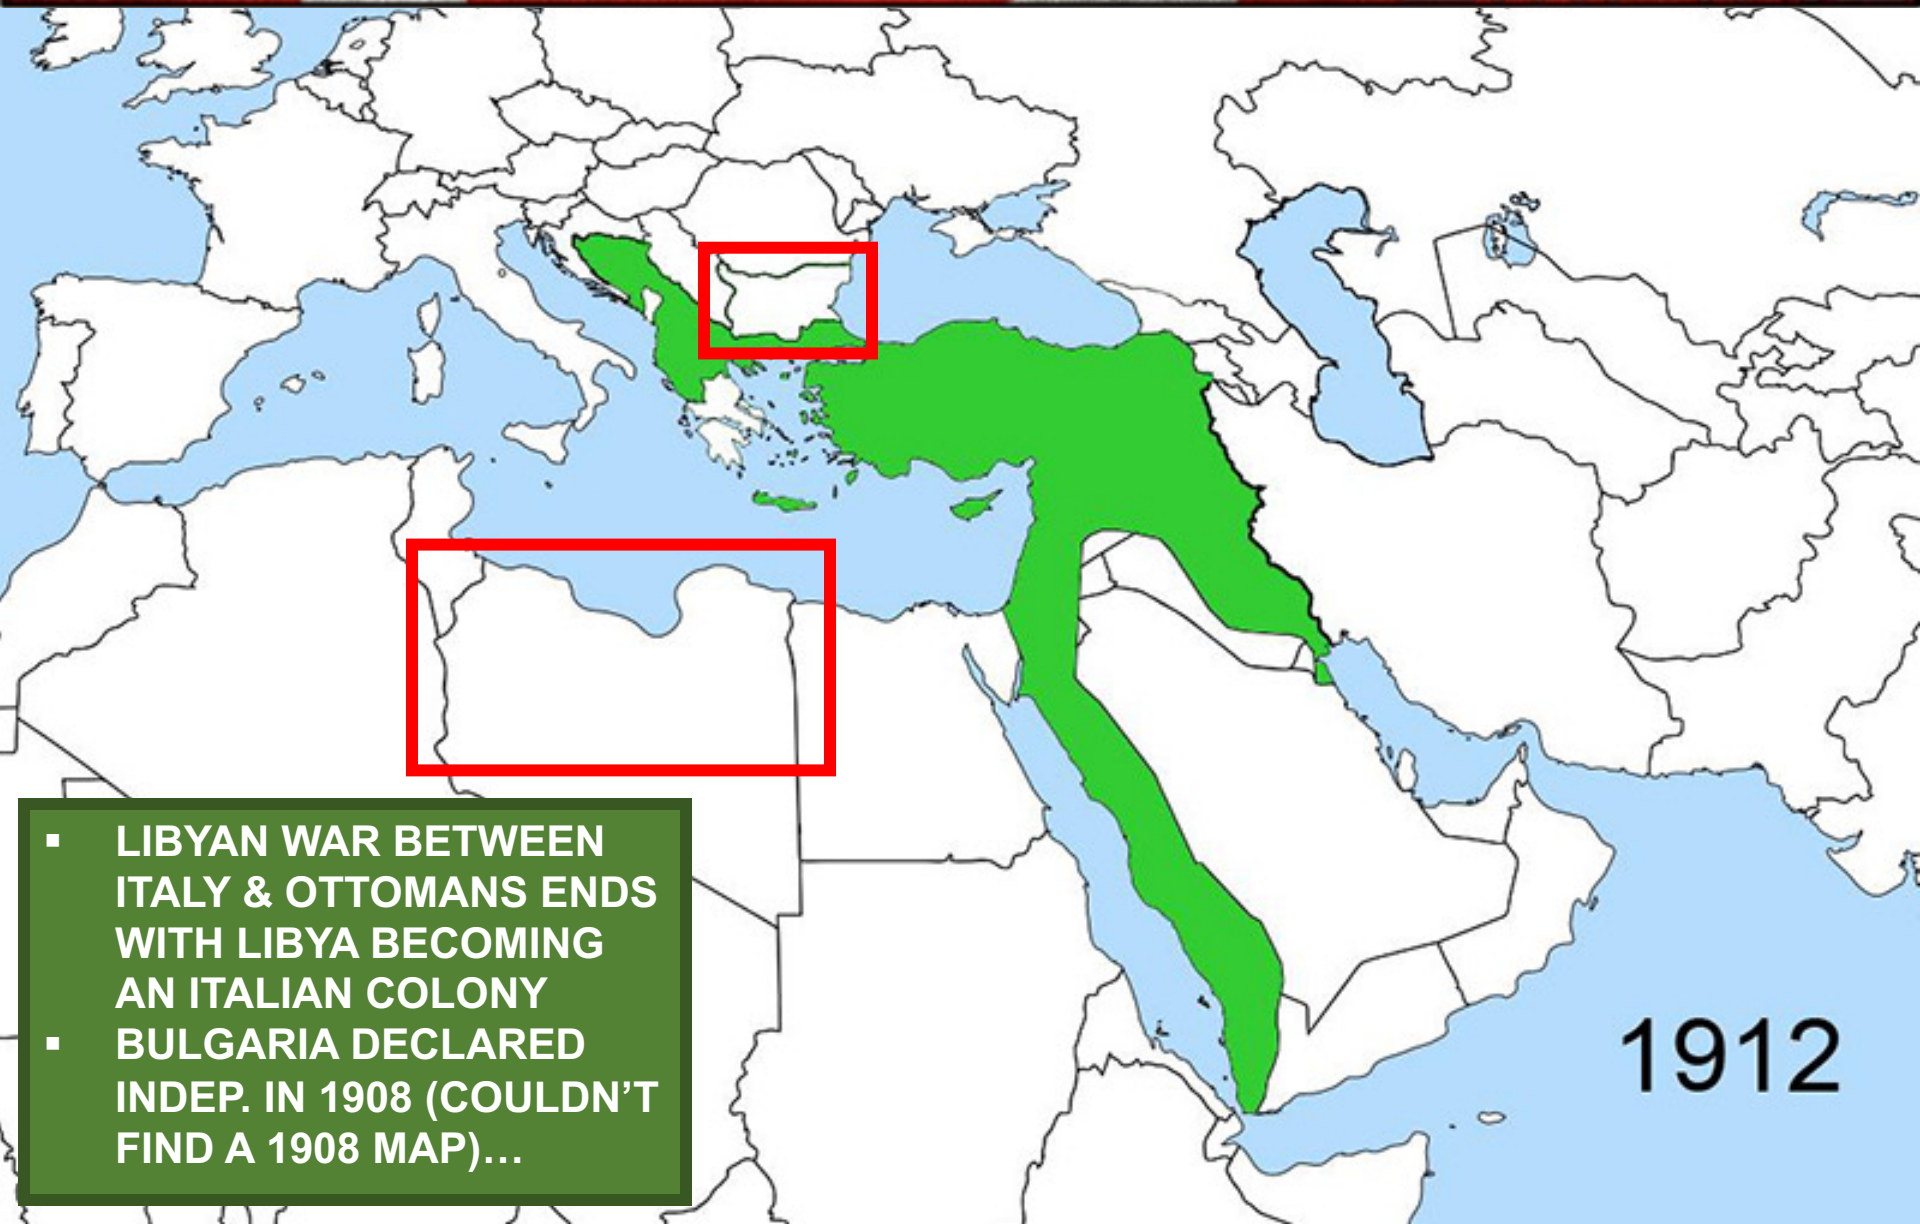 ▪ LIBYAN WAR BETWEEN
ITALY & OTTOMANS ENDS
WITH LIBYA BECOMING
AN ITALIAN COLONY
▪ BULGARIA DECLARED
INDEP. IN 1908 (COULDN’T
FIND A 1908 MAP)…
1912